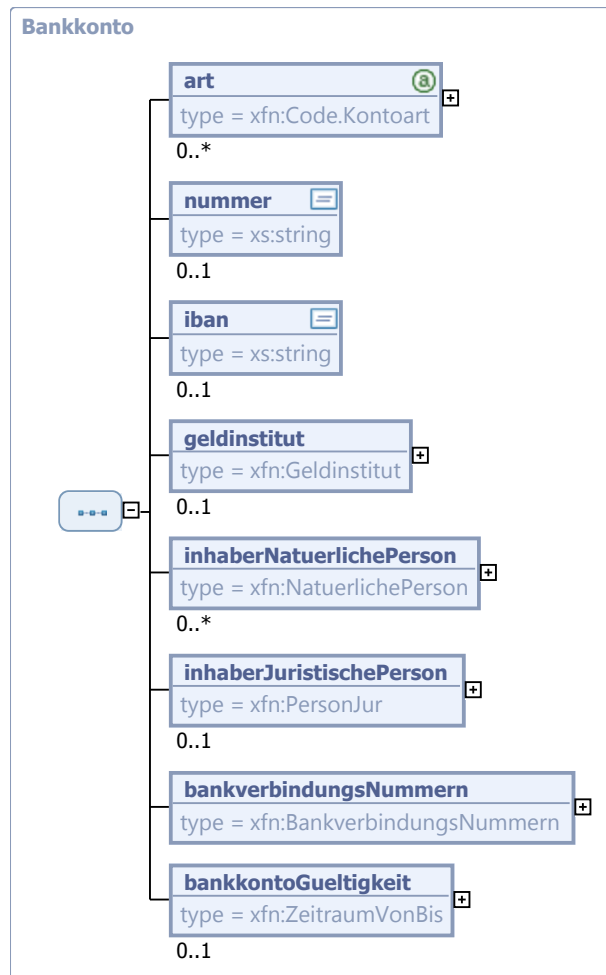 Bankkonto
art
type = xfn:Code.Kontoart
0..*
nummer
type = xs:string
0..1
iban
type = xs:string
0..1
geldinstitut
type = xfn:Geldinstitut
0..1
inhaberNatuerlichePerson
type = xfn:NatuerlichePerson
0..*
inhaberJuristischePerson
type = xfn:PersonJur
0..1
bankverbindungsNummern
type = xfn:BankverbindungsNummern
bankkontoGueltigkeit
type = xfn:ZeitraumVonBis
0..1